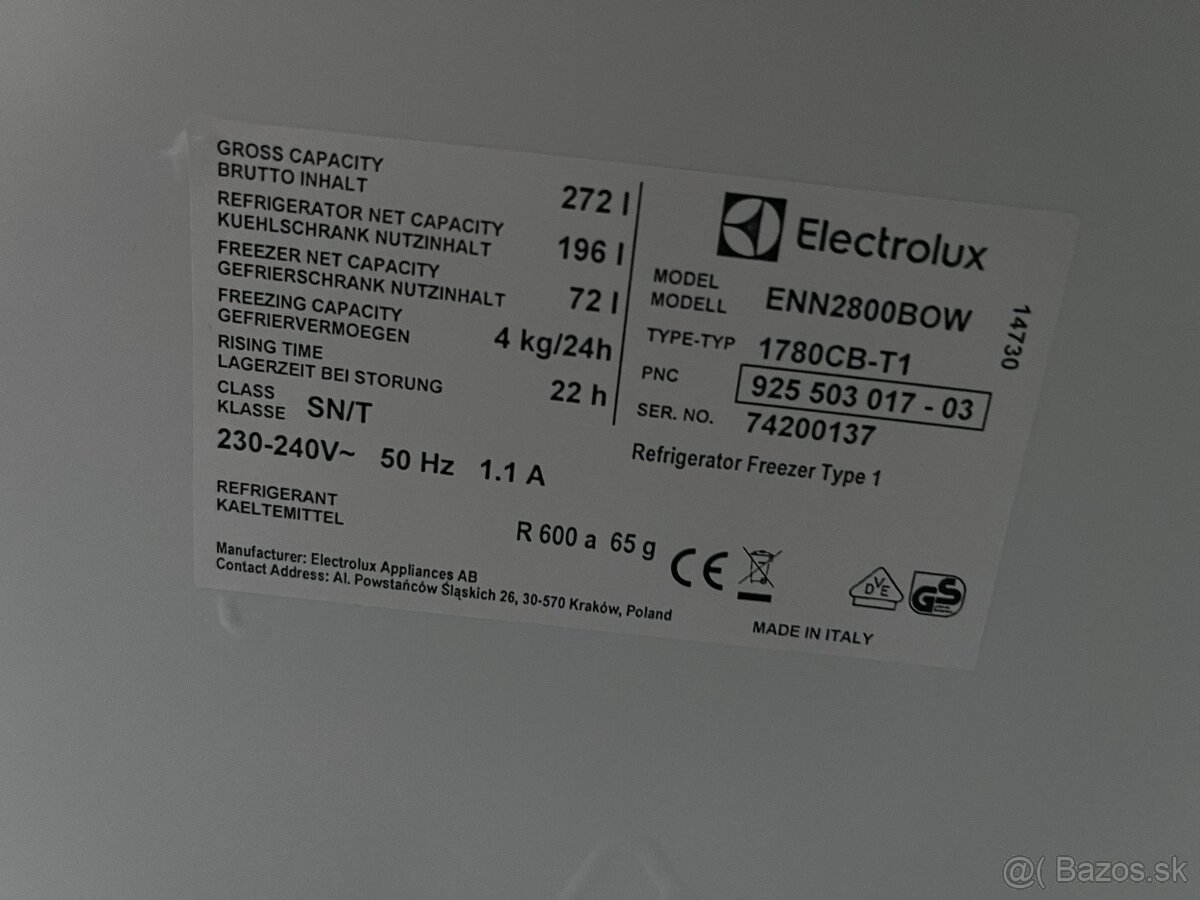 GROSS CAPACITY
BRUTTO INHALT
272 l
REFRIGERATOR NET CAPACITY
KUEHLSCHRANK NUTZINHALT
196 l
FREEZER NET CAPACITY
GEFRIERSCHRANK NUTZINHALT
72 l
FREEZING CAPACITY
GEFRIERVERMOEGEN
4 kg/24h
RISING TIME
LAGERZEIT BEI STORUNG
22 h
CLASS
KLASSE
SN/T
230-240V~ 50 Hz 1.1 A
REFRIGERANT
KAELTEMITTEL
R 600 a 65 g
Manufacturer: Electrolux Appliances AB
Contact Address: Al. Powstańców Śląskich 26, 30-570 Kraków, Poland
Electrolux
MODEL
MODELL
ENN2800BOW
TYPE-TYP 1780CB-T1
PNC 925 503 017 - 03
SER. NO. 74200137
Refrigerator Freezer Type 1
14730
CE
DVE
GS
MADE IN ITALY
@( Bazos.sk